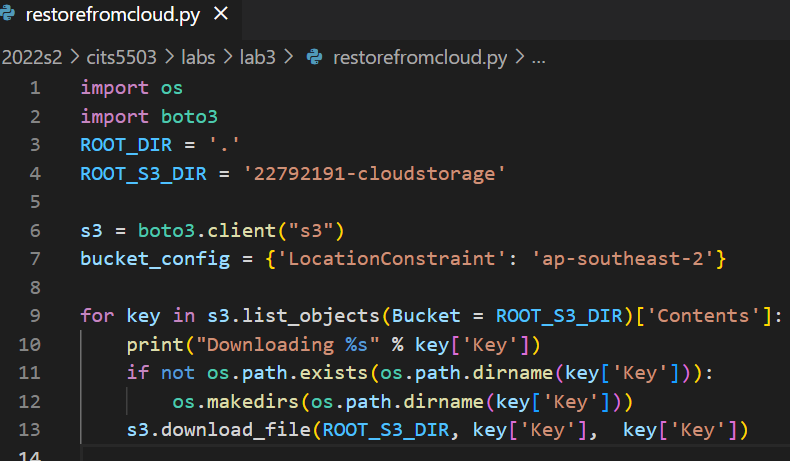 restorefromcloud.py ×
2022s2 > cits5503 > labs > lab3 > restorefromcloud.py > ...
1 import os
2 import boto3
3 ROOT_DIR = '.'
4 ROOT_S3_DIR = '22792191-cloudstorage'
5
6 s3 = boto3.client("s3")
7 bucket_config = {'LocationConstraint': 'ap-southeast-2'}
8
9 for key in s3.list_objects(Bucket = ROOT_S3_DIR)['Contents']:
10     print("Downloading %s" % key['Key'])
11     if not os.path.exists(os.path.dirname(key['Key'])):
12         os.makedirs(os.path.dirname(key['Key']))
13     s3.download_file(ROOT_S3_DIR, key['Key'],  key['Key'])
14